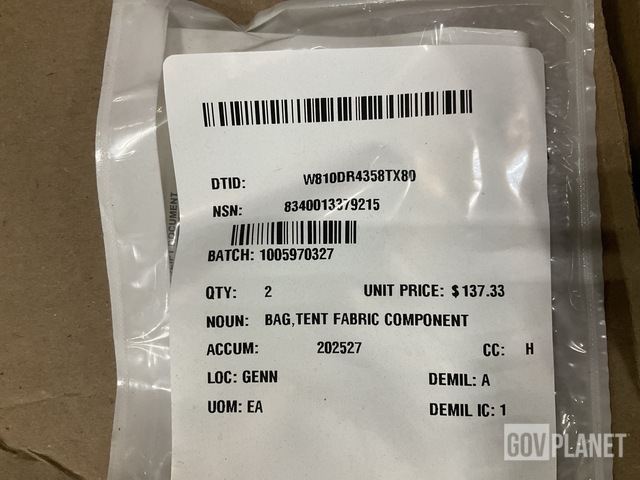 DTID: W810DR4358TX80
NSN: 8340013379215
BATCH: 1005970327
QTY: 2 UNIT PRICE: $137.33
NOUN: BAG,TENT FABRIC COMPONENT
ACCUM: 202527 CC: H
LOC: GENN DEMIL: A
UOM: EA DEMIL IC: 1
DOCUMENT
GOVPLANET